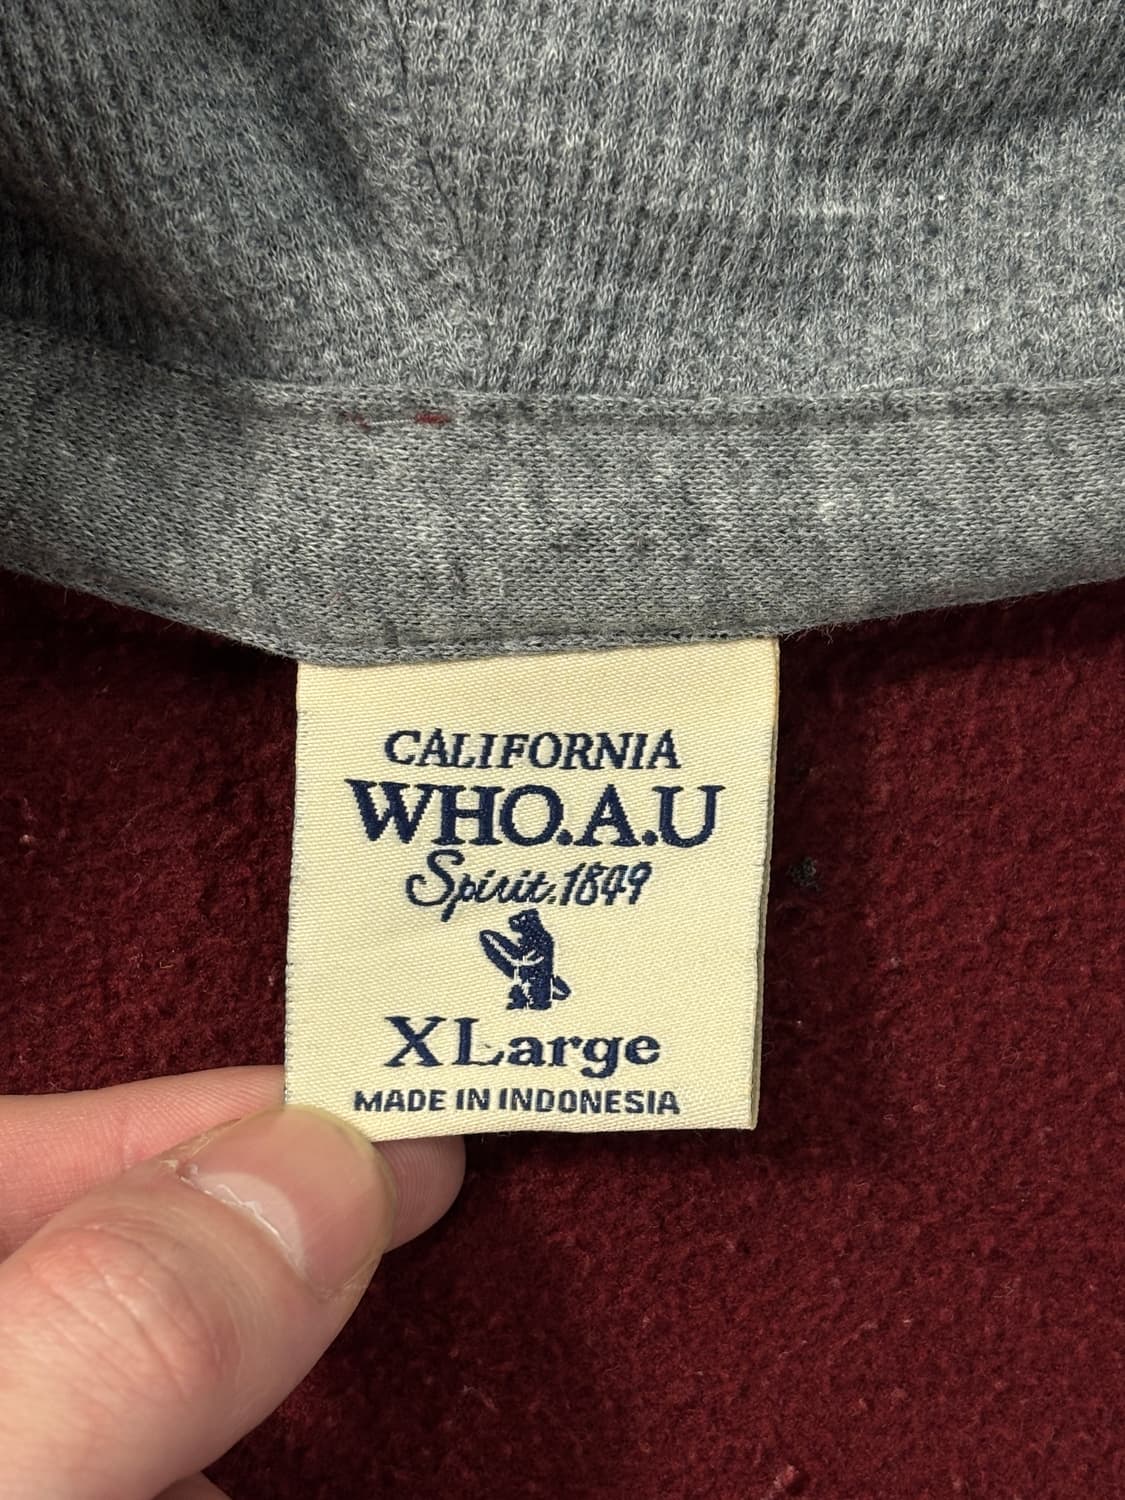 CALIFORNIA
WHO.A.U
Spirit.1849
XLarge
MADE IN INDONESIA